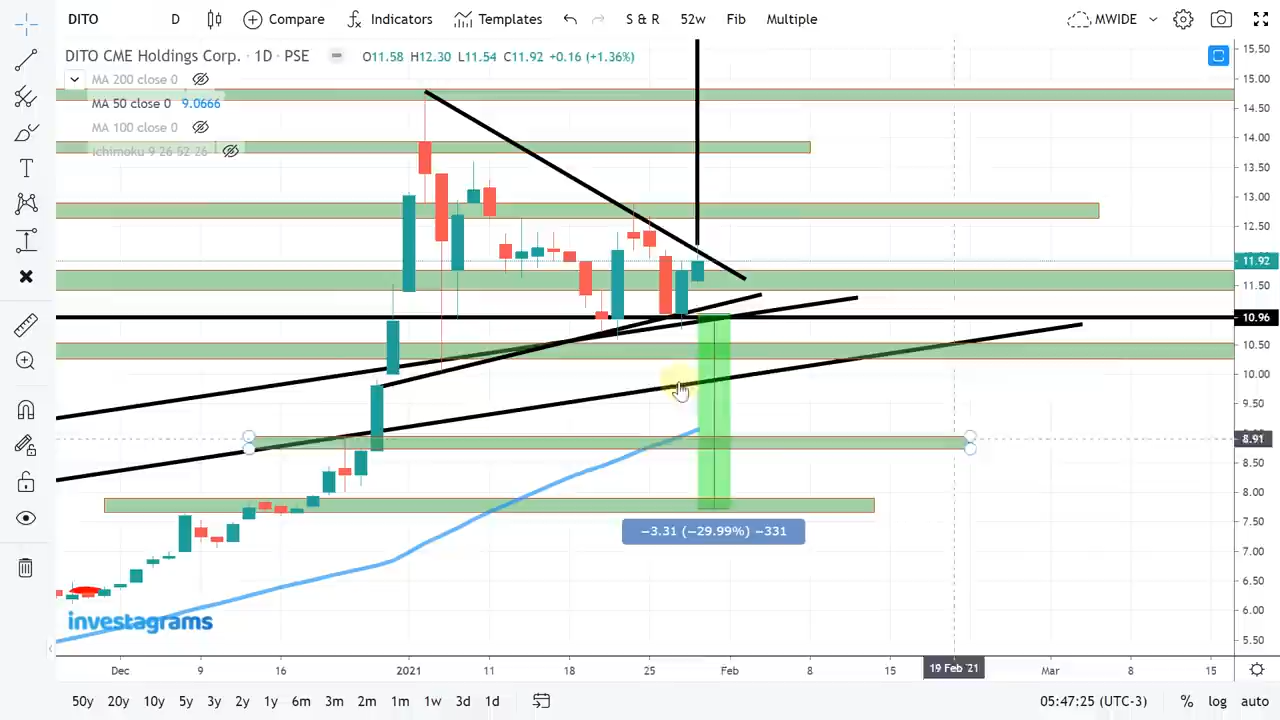 DITO D Compare Indicators Templates S & R 52w Fib Multiple MWIDE
DITO CME Holdings Corp. · 1D · PSE O11.58 H12.30 L11.54 C11.92 +0.16 (+1.36%)
MA 200 close 0
MA 50 close 0 9.0666
MA 100 close 0
Ichimoku 9 26 52 26
15.50
15.00
14.50
14.00
13.50
13.00
12.50
11.92
11.50
10.96
10.50
10.00
9.50
8.91
8.50
8.00
7.50
7.00
6.50
6.00
5.50
−3.31 (−29.99%) −331
investagrams
Dec 9 16 2021 11 18 25 Feb 8 15 19 Feb '21 Mar 8 15
50y 20y 10y 5y 3y 2y 1y 6m 3m 2m 1m 1w 3d 1d 05:47:25 (UTC-3) % log auto